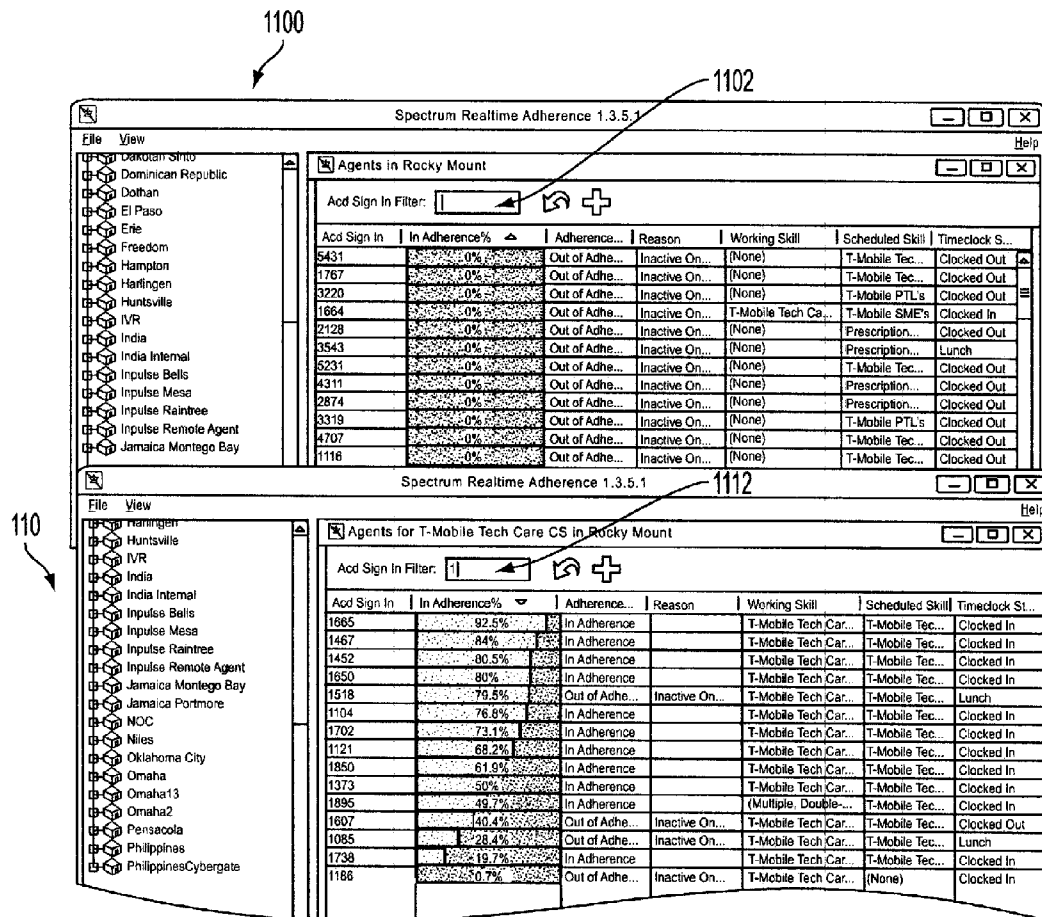 1100
1102
Spectrum Realtime Adherence 1.3.5.1
File View Help
Dakotah Sinto
Dominican Republic
Dothan
El Paso
Erie
Freedom
Hampton
Harlingen
Huntsville
IVR
India
India Internal
Inpulse Bells
Inpulse Mesa
Inpulse Raintree
Inpulse Remote Agent
Jamaica Montego Bay
Agents in Rocky Mount
Acd Sign In Filter:
Acd Sign In In Adherence% Adherence... Reason Working Skill Scheduled Skill Timeclock S...
5431 0% Out of Adhe... Inactive On... (None) T-Mobile Tec... Clocked Out
1767 0% Out of Adhe... Inactive On... (None) T-Mobile Tec... Clocked Out
3220 0% Out of Adhe... Inactive On... (None) T-Mobile PTL's Clocked Out
1664 0% Out of Adhe... Inactive On... T-Mobile Tech Ca... T-Mobile SME's Clocked In
2128 0% Out of Adhe... Inactive On... (None) Prescription... Clocked Out
3543 0% Out of Adhe... Inactive On... (None) Prescription... Lunch
5231 0% Out of Adhe... Inactive On... (None) T-Mobile Tec... Clocked Out
4311 0% Out of Adhe... Inactive On... (None) Prescription... Clocked Out
2874 0% Out of Adhe... Inactive On... (None) Prescription... Clocked Out
3319 0% Out of Adhe... Inactive On... (None) T-Mobile PTL's Clocked Out
4707 0% Out of Adhe... Inactive On... (None) T-Mobile Tec... Clocked Out
1116 0% Out of Adhe... Inactive On... (None) T-Mobile Tec... Clocked Out
110
1112
Spectrum Realtime Adherence 1.3.5.1
File View Help
Harlingen
Huntsville
IVR
India
India Internal
Inpulse Bells
Inpulse Mesa
Inpulse Raintree
Inpulse Remote Agent
Jamaica Montego Bay
Jamaica Portmore
NOC
Niles
Oklahoma City
Omaha
Omaha13
Omaha2
Pensacola
Philippines
PhilippinesCybergate
Agents for T-Mobile Tech Care CS in Rocky Mount
Acd Sign In Filter: 1
Acd Sign In In Adherence% Adherence... Reason Working Skill Scheduled Skill Timeclock St...
1665 92.5% In Adherence T-Mobile Tech Car... T-Mobile Tec... Clocked In
1467 84% In Adherence T-Mobile Tech Car... T-Mobile Tec... Clocked In
1452 80.5% In Adherence T-Mobile Tech Car... T-Mobile Tec... Clocked In
1650 80% In Adherence T-Mobile Tech Car... T-Mobile Tec... Clocked In
1518 79.5% Out of Adhe... Inactive On... T-Mobile Tech Car... T-Mobile Tec... Lunch
1104 76.8% In Adherence T-Mobile Tech Car... T-Mobile Tec... Clocked In
1702 73.1% In Adherence T-Mobile Tech Car... T-Mobile Tec... Clocked In
1121 68.2% In Adherence T-Mobile Tech Car... T-Mobile Tec... Clocked In
1850 61.9% In Adherence T-Mobile Tech Car... T-Mobile Tec... Clocked In
1373 50% In Adherence T-Mobile Tech Car... T-Mobile Tec... Clocked In
1895 49.7% In Adherence (Multiple, Double-... T-Mobile Tec... Clocked In
1607 40.4% Out of Adhe... Inactive On... T-Mobile Tech Car... T-Mobile Tec... Clocked Out
1085 28.4% Out of Adhe... Inactive On... T-Mobile Tech Car... T-Mobile Tec... Lunch
1738 19.7% In Adherence T-Mobile Tech Car... T-Mobile Tec... Clocked In
1186 0.7% Out of Adhe... Inactive On... T-Mobile Tech Car... (None) Clocked In